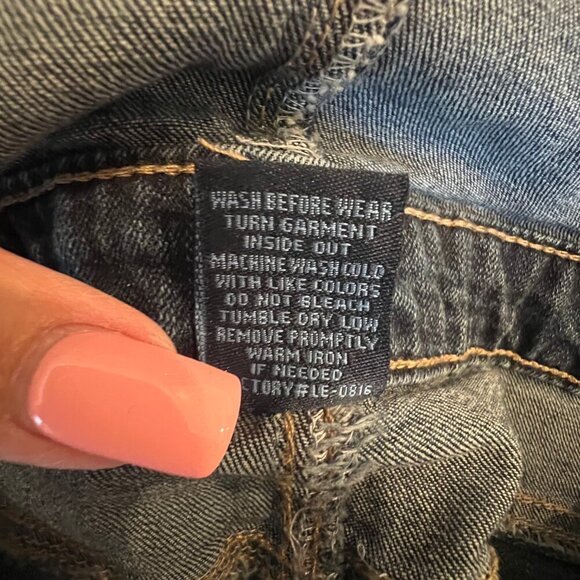 WASH BEFORE WEAR
TURN GARMENT
INSIDE OUT
MACHINE WASH COLD
WITH LIKE COLORS
DO NOT BLEACH
TUMBLE DRY LOW
REMOVE PROMPTLY
WARM IRON
IF NEEDED
CTORY#LE-0816